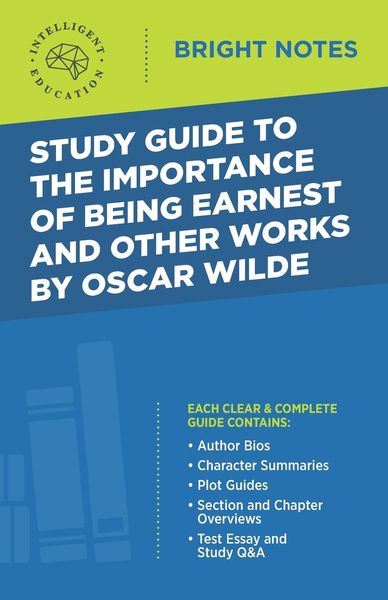 INTELLIGENT
EDUCATION
BRIGHT NOTES
STUDY GUIDE TO
THE IMPORTANCE
OF BEING EARNEST
AND OTHER WORKS
BY OSCAR WILDE
EACH CLEAR & COMPLETE
GUIDE CONTAINS:
• Author Bios
• Character Summaries
• Plot Guides
• Section and Chapter
Overviews
• Test Essay and
Study Q&A